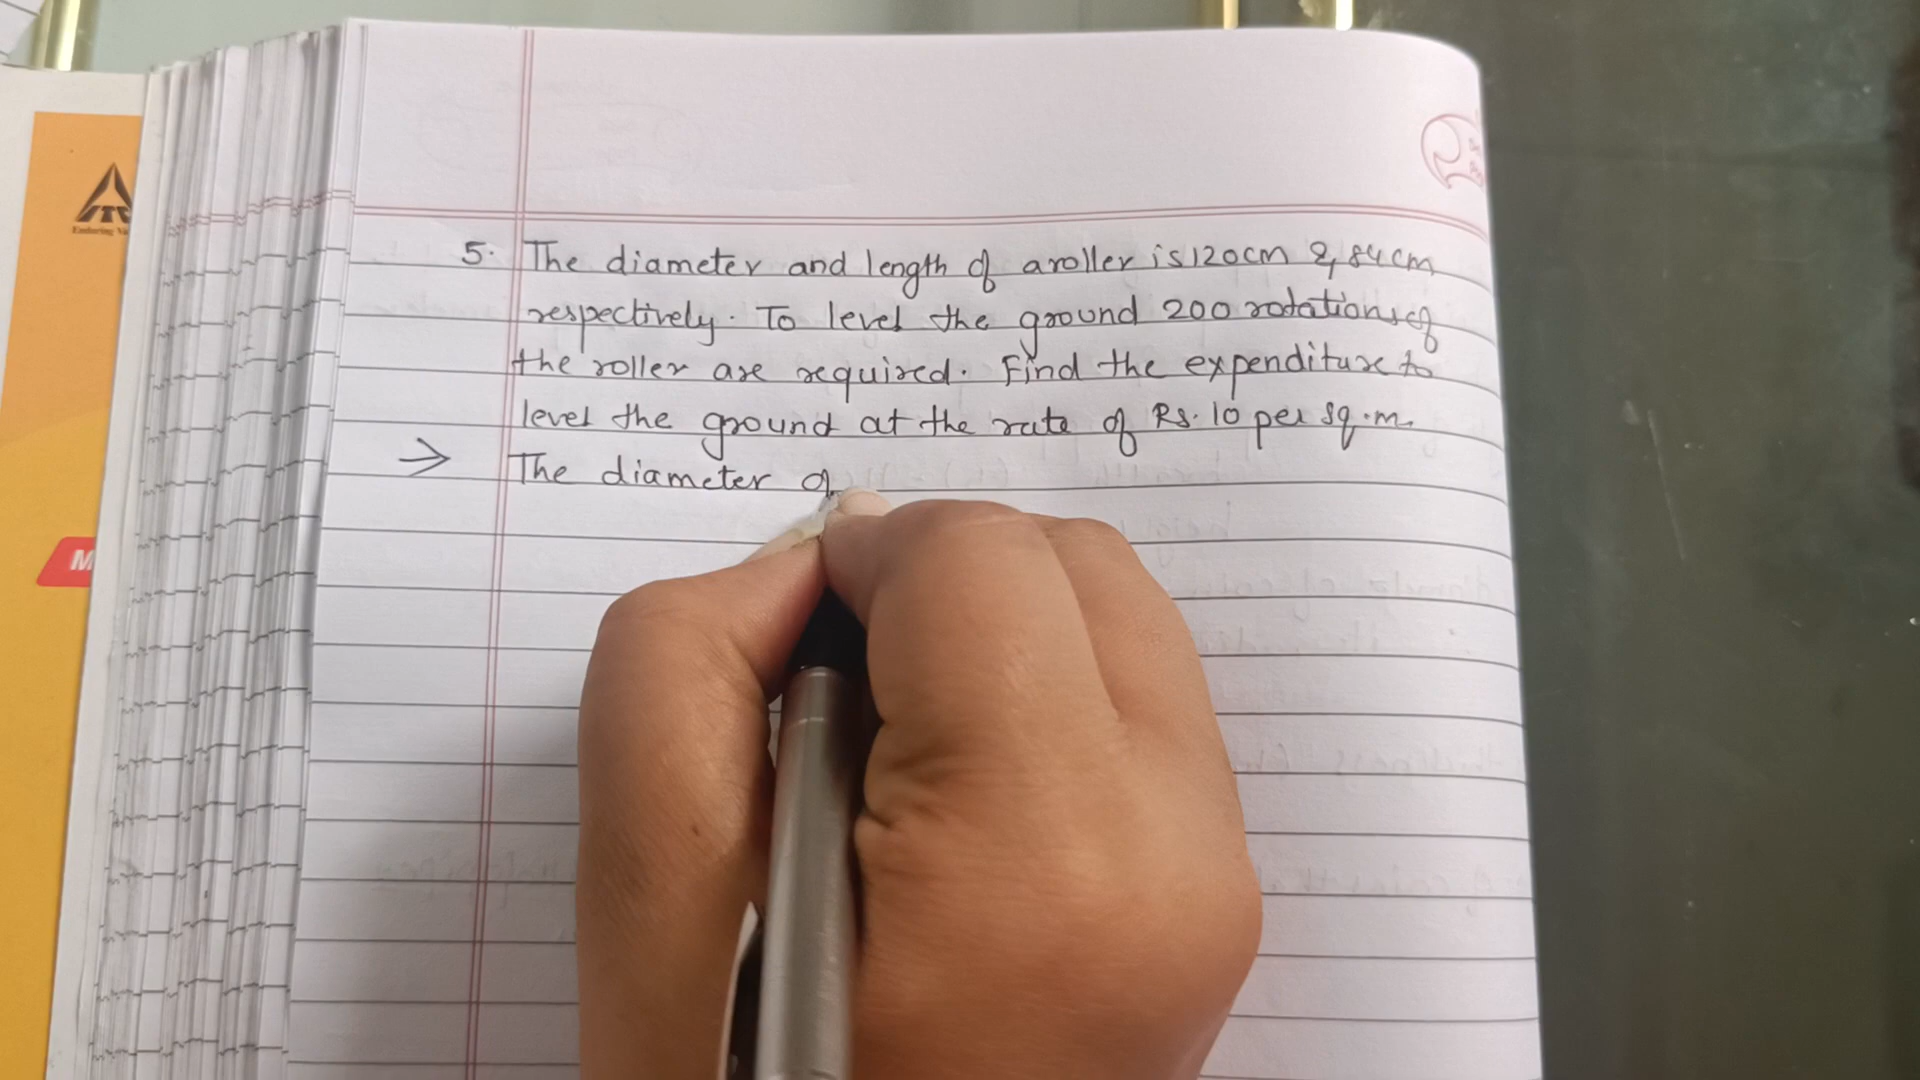 ITC
5. The diameter and length of a roller is 120cm & 84cm
respectively. To level the ground 200 rotations of
the roller are required. Find the expenditure to
level the ground at the rate of Rs. 10 per sq.m.
⇒ The diameter of